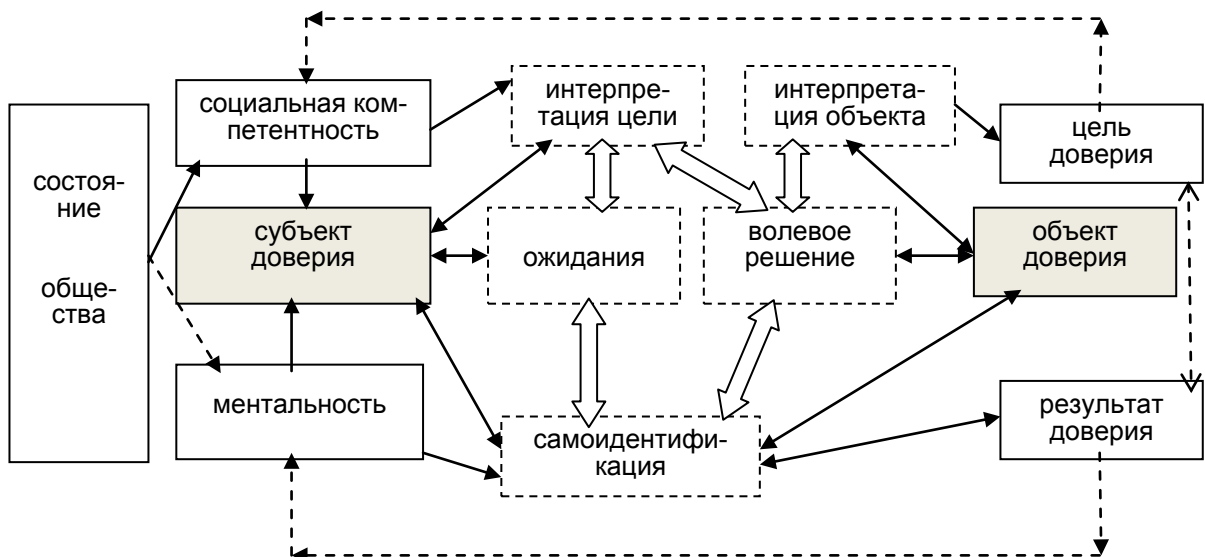 состоя-
ние
обще-
ства
социальная ком-
петентность
субъект
доверия
ментальность
интерпре-
тация цели
ожидания
самоидентифи-
кация
интерпрета-
ция объекта
волевое
решение
цель
доверия
объект
доверия
результат
доверия